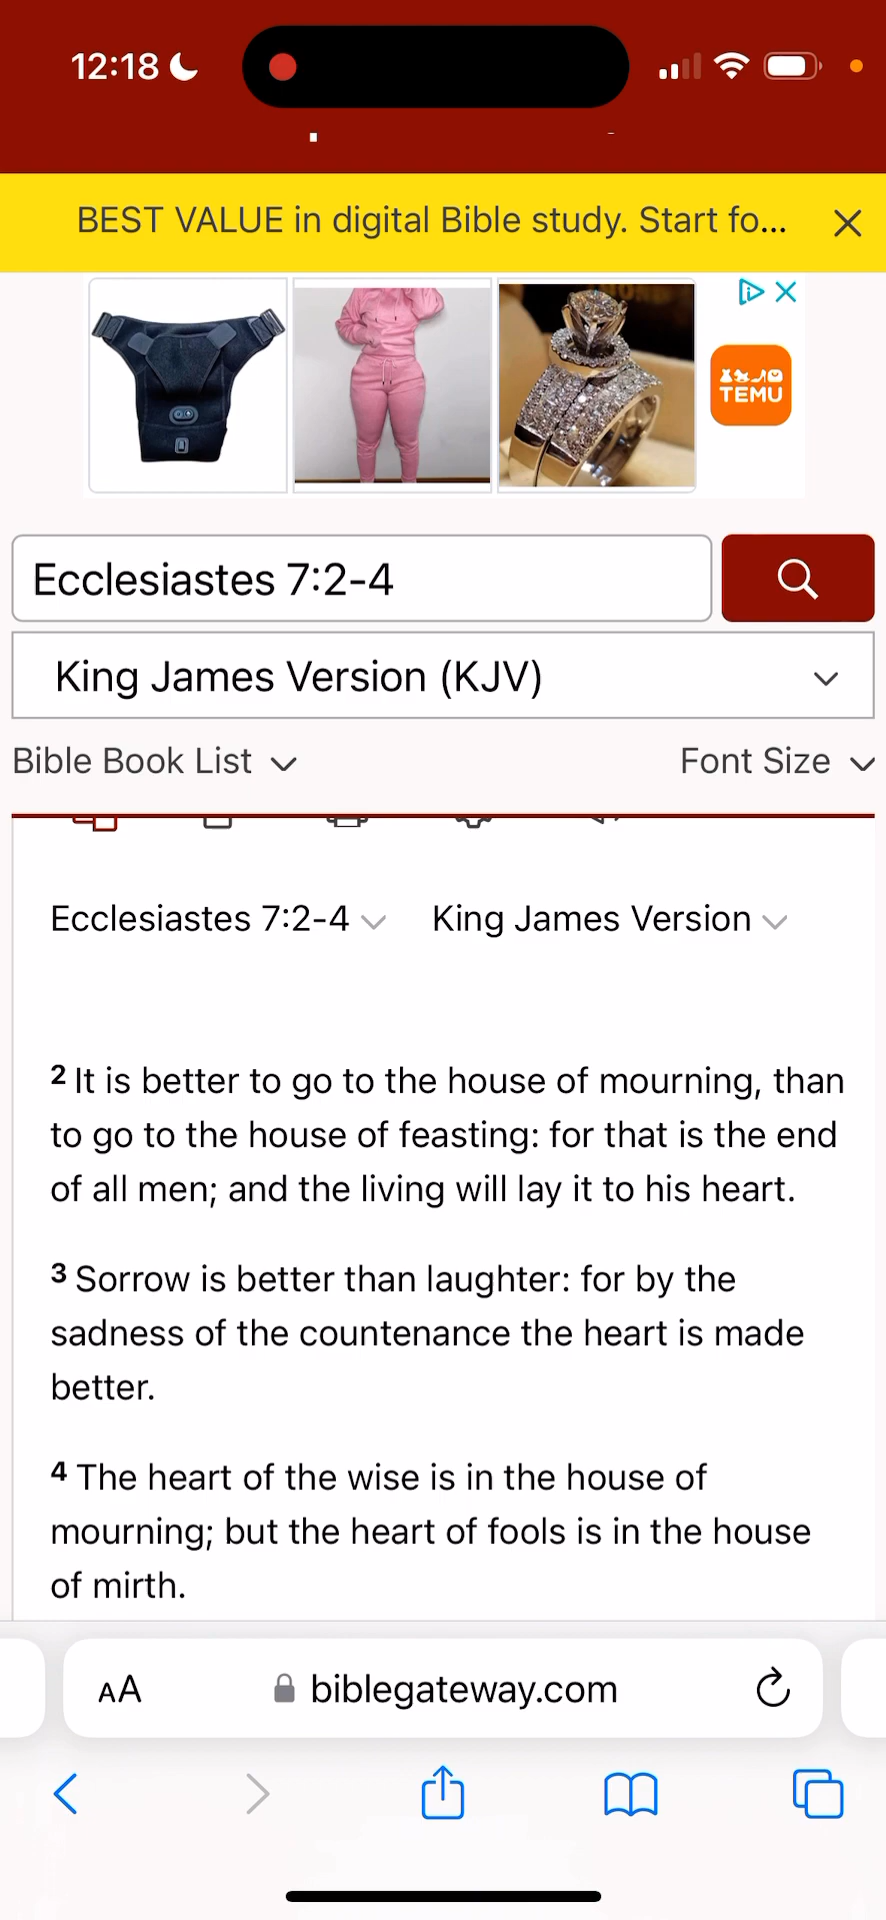 12:18
BEST VALUE in digital Bible study. Start fo...
TEMU
Ecclesiastes 7:2-4
King James Version (KJV)
Bible Book List
Font Size
Ecclesiastes 7:2-4
King James Version
2 It is better to go to the house of mourning, than
to go to the house of feasting: for that is the end
of all men; and the living will lay it to his heart.
3 Sorrow is better than laughter: for by the
sadness of the countenance the heart is made
better.
4 The heart of the wise is in the house of
mourning; but the heart of fools is in the house
of mirth.
AA
biblegateway.com